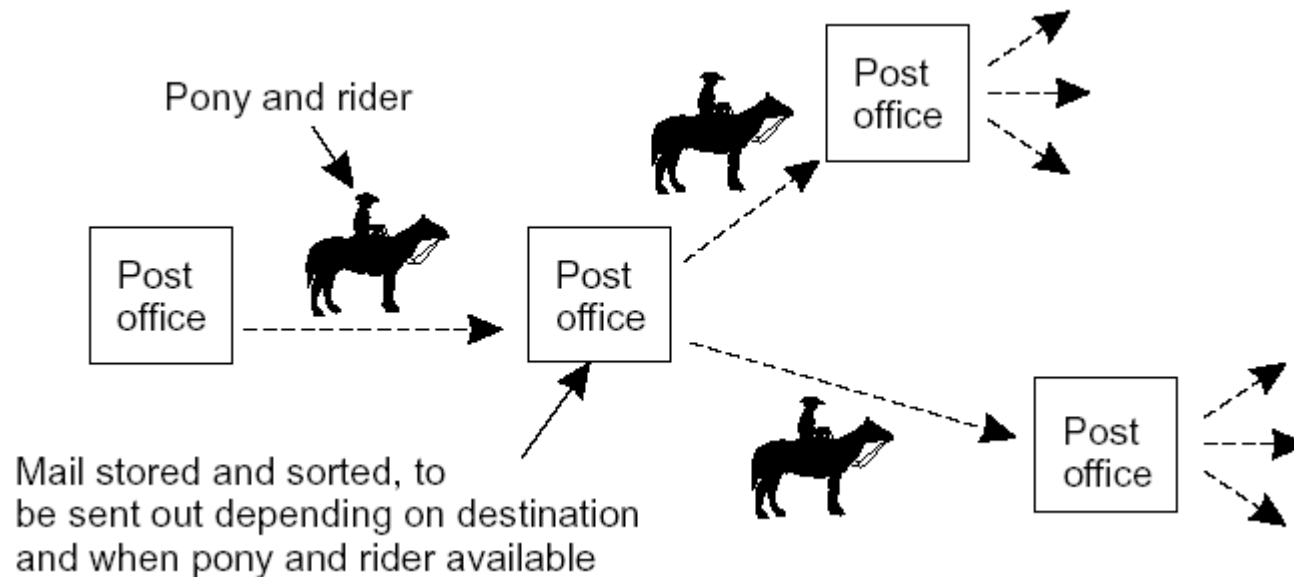 Post
office
Pony and rider
Post
office
Post
office
Post
office
Mail stored and sorted, to
be sent out depending on destination
and when pony and rider available